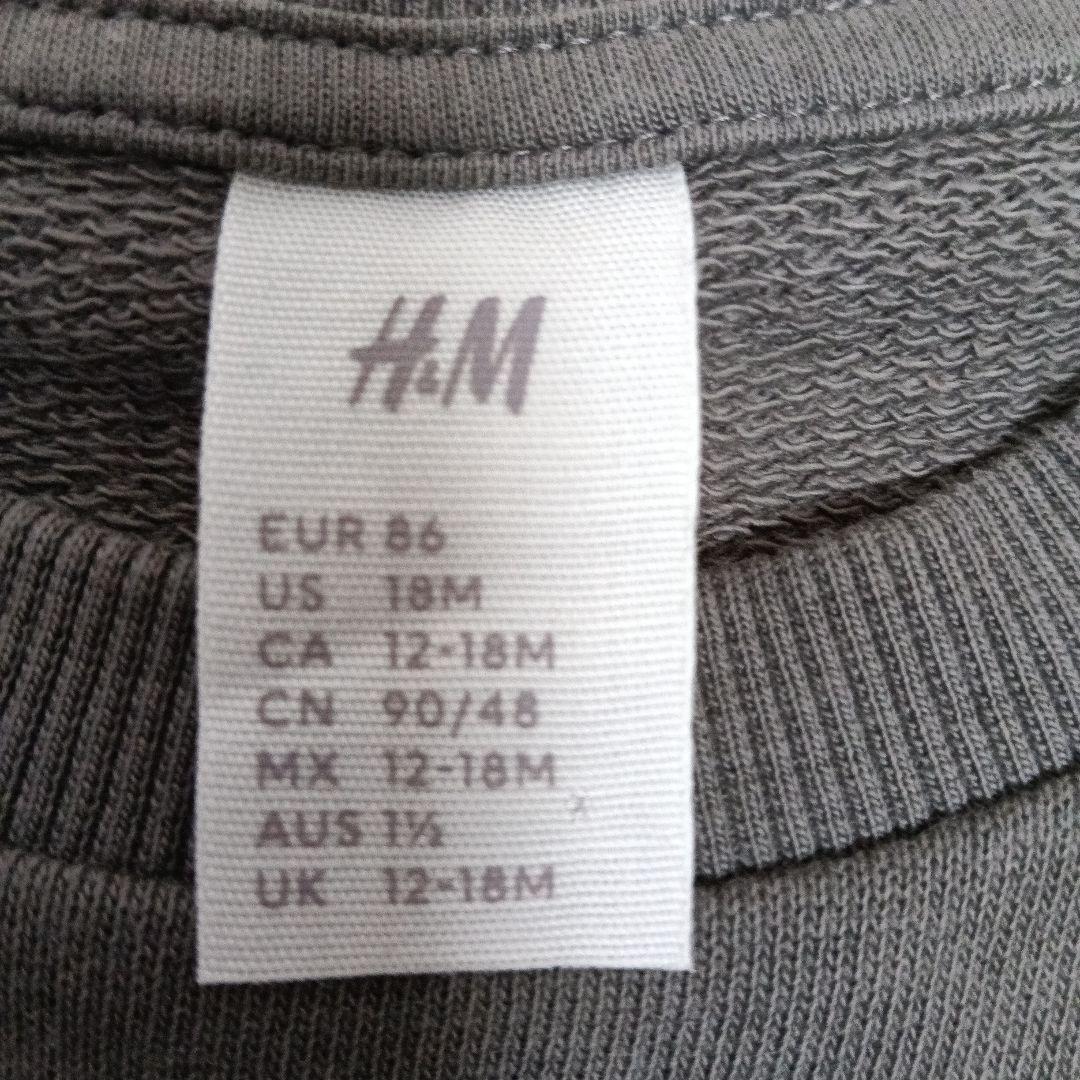 H&M
EUR 86
US 18M
CA 12-18M
CN 90/48
MX 12-18M
AUS 1½
UK 12-18M